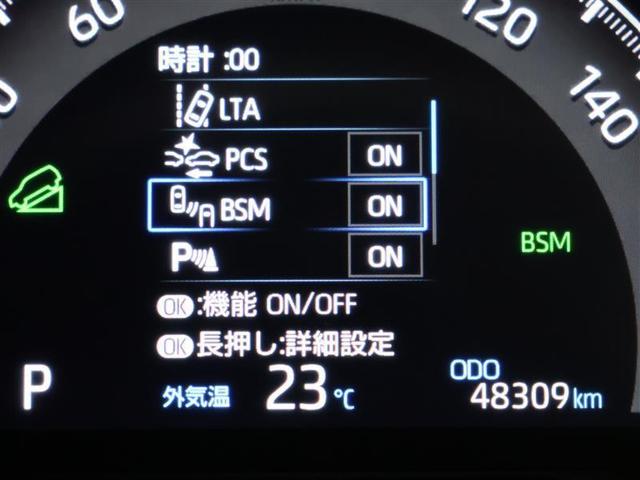 60
120
140
時計 :00
LTA
PCS ON
BSM ON
BSM
P ON
OK :機能 ON/OFF
OK 長押し:詳細設定
P
外気温 23 ℃
ODO
48309 km